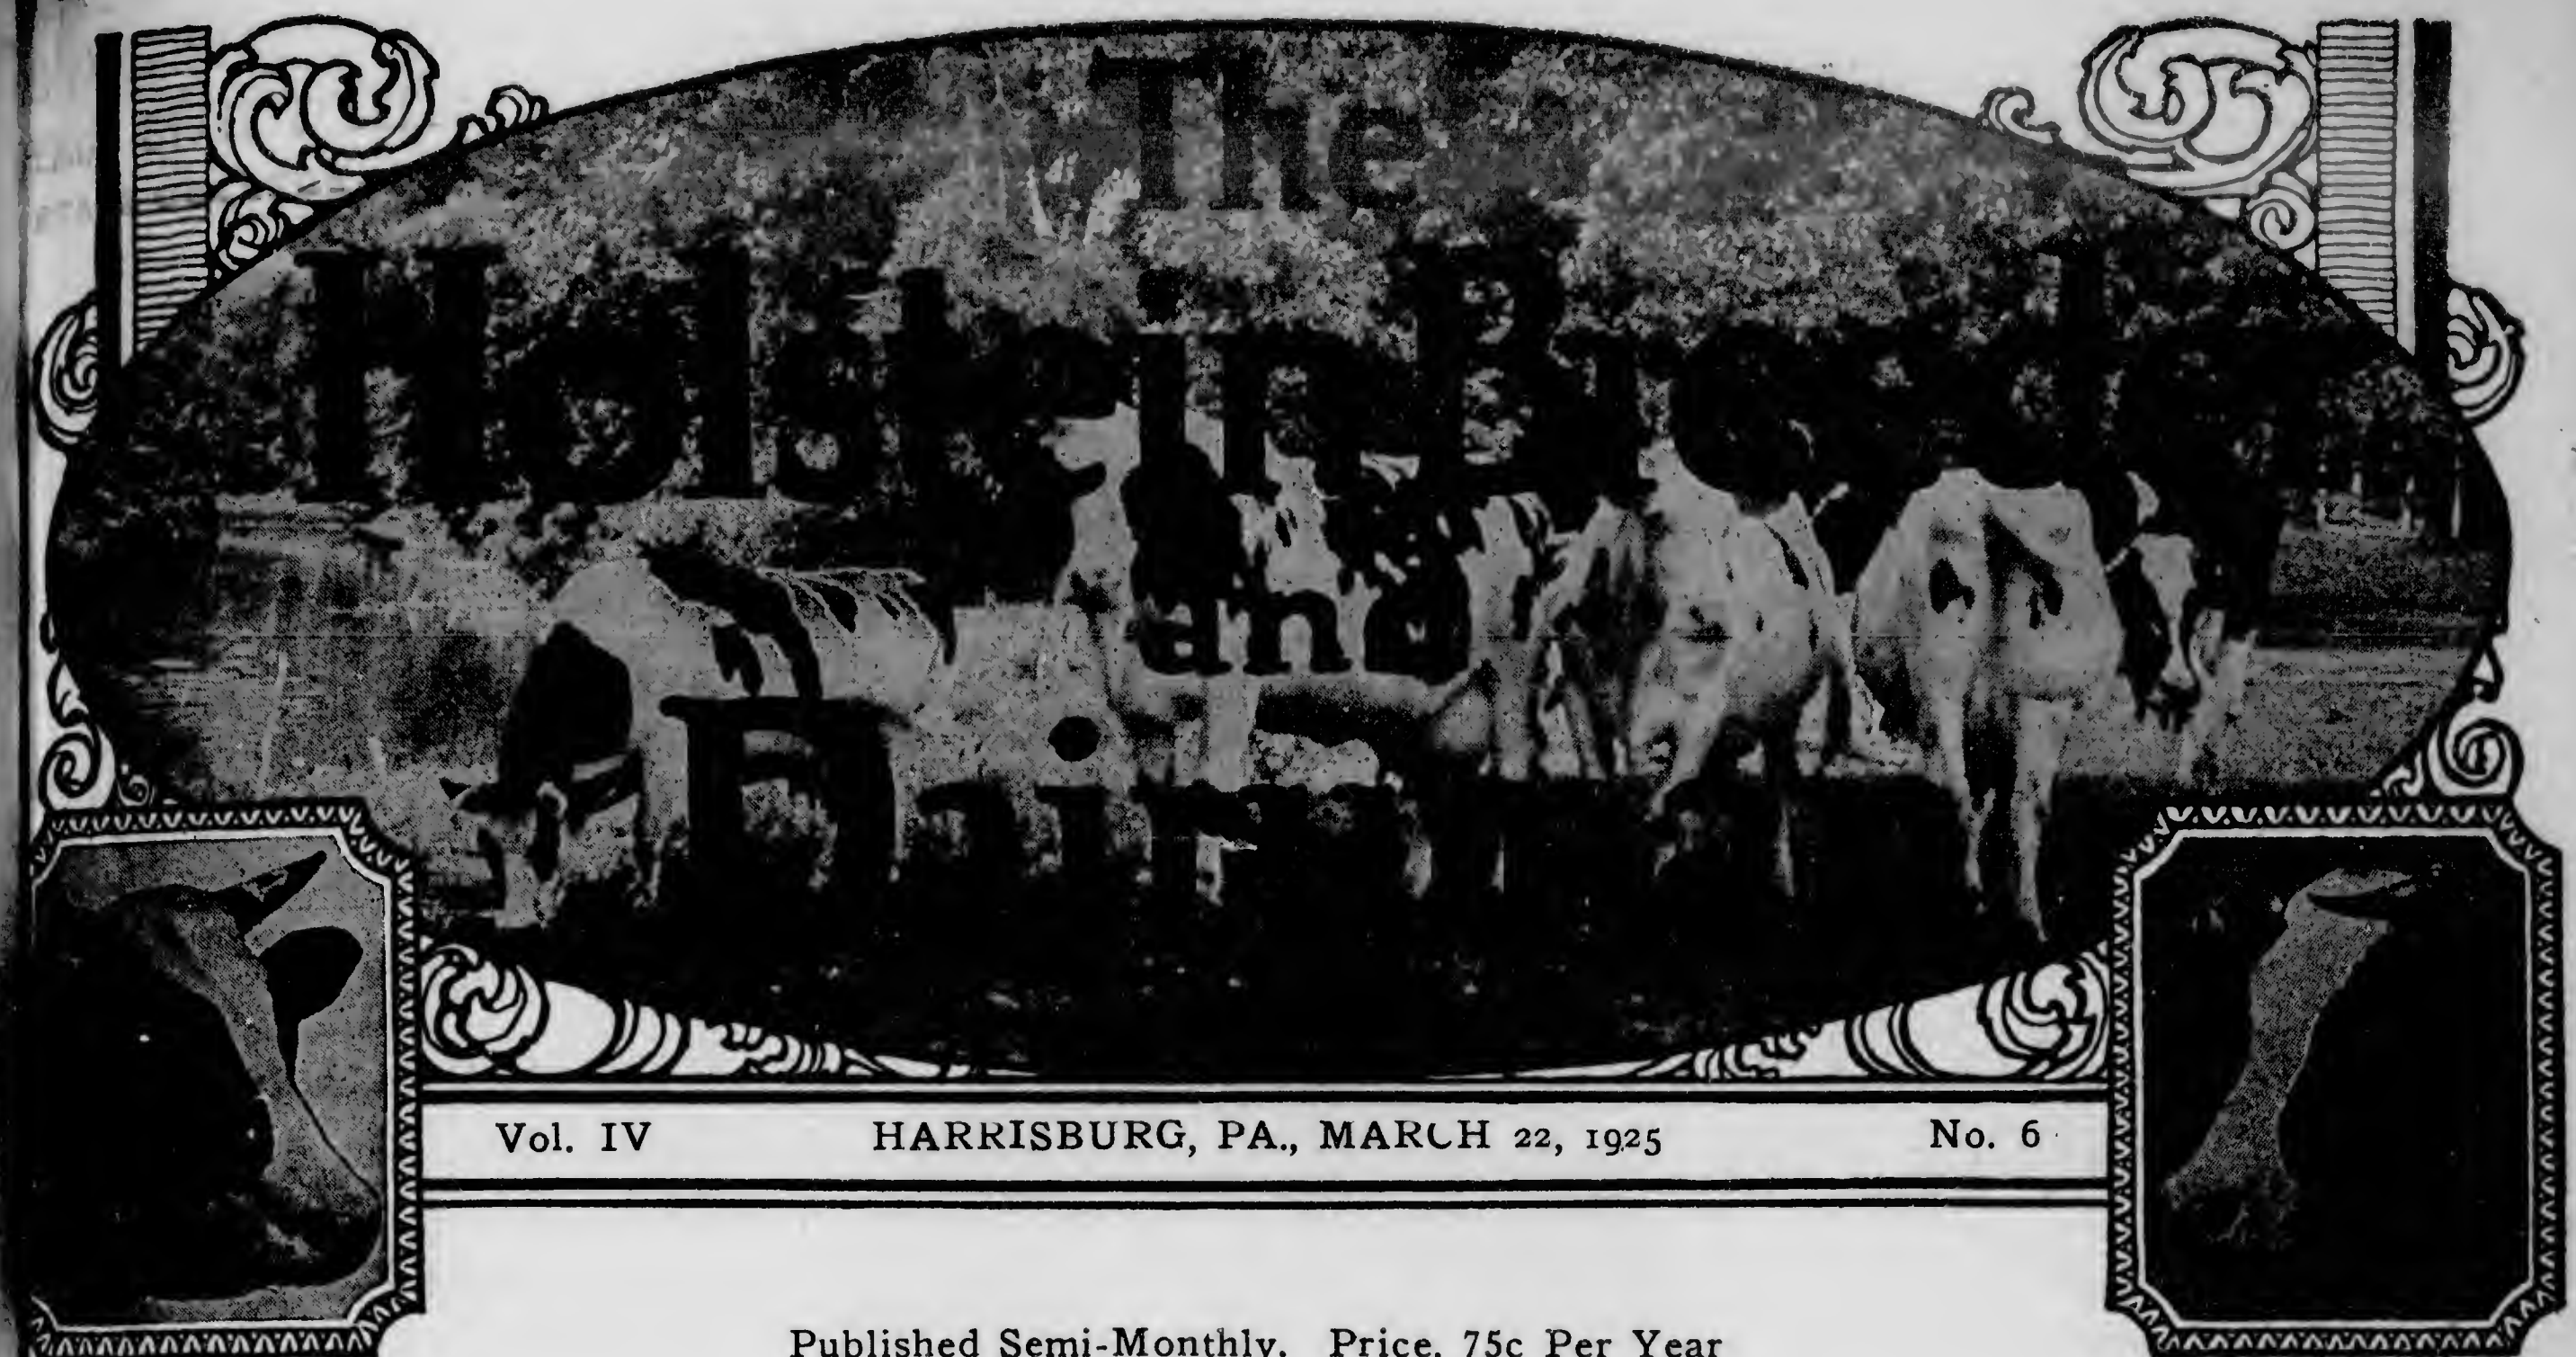 The
Holstein Breeder
and
Dairyman
Vol. IV HARRISBURG, PA., MARCH 22, 1925 No. 6
Published Semi-Monthly. Price, 75c Per Year